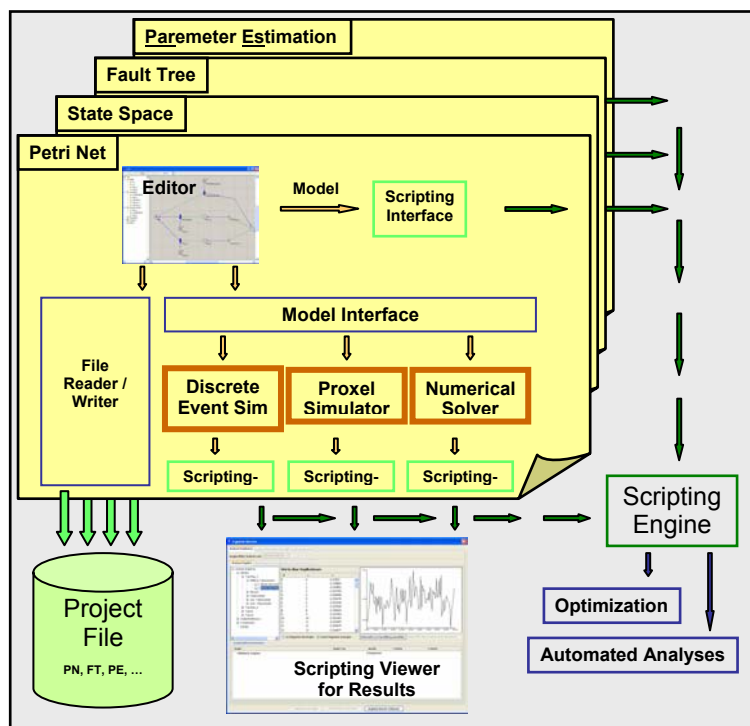 Paremeter Estimation
Fault Tree
State Space
Petri Net
Editor
Model
Scripting
Interface
Model Interface
File
Reader /
Writer
Discrete
Event Sim
Proxel
Simulator
Numerical
Solver
Scripting-
Scripting-
Scripting-
Scripting
Engine
Project
File
PN, FT, PE, ...
Optimization
Automated Analyses
Scripting Viewer
for Results